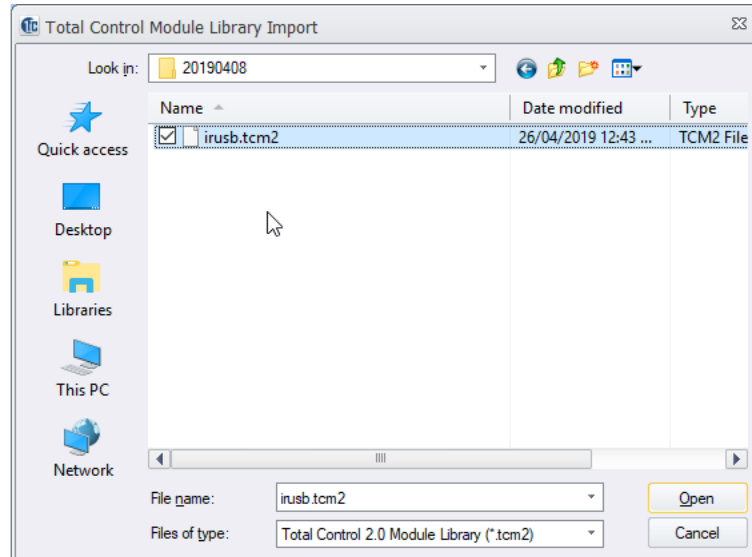 Total Control Module Library Import
Look in: 20190408
Name Date modified Type
irusb.tcm2 26/04/2019 12:43 ... TCM2 File
Quick access
Desktop
Libraries
This PC
Network
File name: irusb.tcm2 Open
Files of type: Total Control 2.0 Module Library (*.tcm2) Cancel